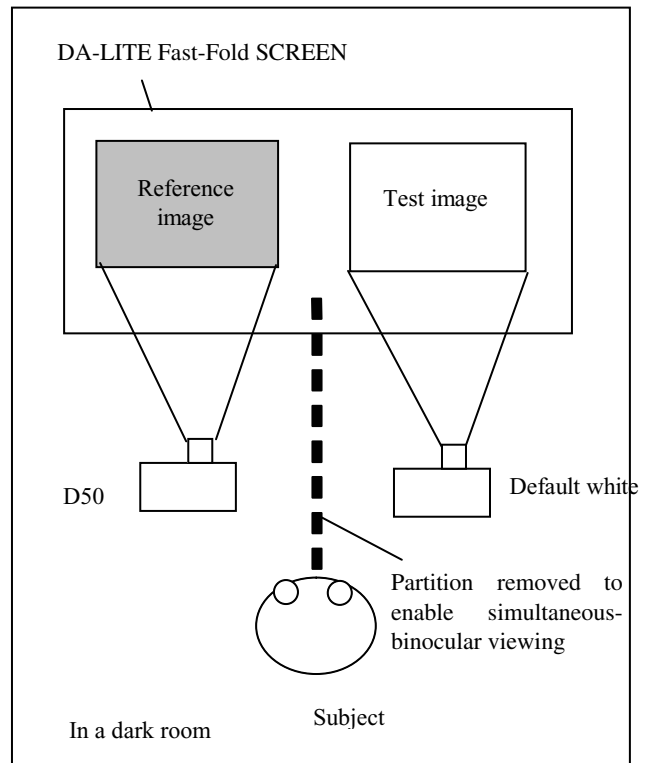 DA-LITE Fast-Fold SCREEN
Reference
image
Test image
D50
Default white
Partition removed to
enable simultaneous-
binocular viewing
Subject
In a dark room